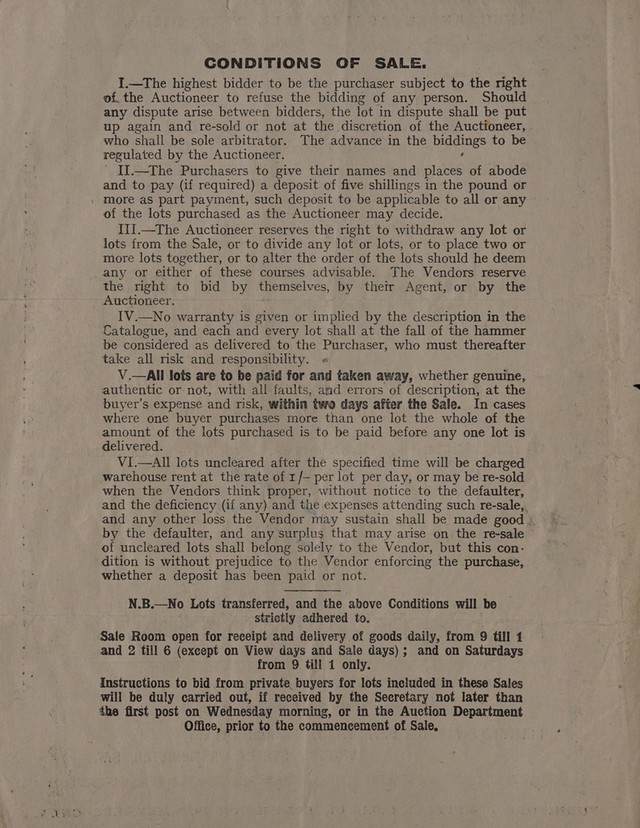 CONDITIONS OF SALE.
I.—The highest bidder to be the purchaser subject to the right
of the Auctioneer to refuse the bidding of any person. Should
any dispute arise between bidders, the lot in dispute shall be put
up again and re-sold or not at the discretion of the Auctioneer,
who shall be sole arbitrator. The advance in the biddings to be
regulated by the Auctioneer.
II.—The Purchasers to give their names and places of abode
and to pay (if required) a deposit of five shillings in the pound or
more as part payment, such deposit to be applicable to all or any
of the lots purchased as the Auctioneer may decide.
III.—The Auctioneer reserves the right to withdraw any lot or
lots from the Sale, or to divide any lot or lots, or to place two or
more lots together, or to alter the order of the lots should he deem
any or either of these courses advisable. The Vendors reserve
the right to bid by themselves, by their Agent, or by the
Auctioneer.
IV.—No warranty is given or implied by the description in the
Catalogue, and each and every lot shall at the fall of the hammer
be considered as delivered to the Purchaser, who must thereafter
take all risk and responsibility.
V.—All lots are to be paid for and taken away, whether genuine,
authentic or not, with all faults, and errors of description, at the
buyer's expense and risk, within two days after the Sale. In cases
where one buyer purchases more than one lot the whole of the
amount of the lots purchased is to be paid before any one lot is
delivered.
VI.—All lots uncleared after the specified time will be charged
warehouse rent at the rate of 1/- per lot per day, or may be re-sold
when the Vendors think proper, without notice to the defaulter,
and the deficiency (if any) and the expenses attending such re-sale,
and any other loss the Vendor may sustain shall be made good
by the defaulter, and any surplus that may arise on the re-sale
of uncleared lots shall belong solely to the Vendor, but this con-
dition is without prejudice to the Vendor enforcing the purchase,
whether a deposit has been paid or not.
N.B.—No Lots transferred, and the above Conditions will be
strictly adhered to.
Sale Room open for receipt and delivery of goods daily, from 9 till 1
and 2 till 6 (except on View days and Sale days); and on Saturdays
from 9 till 1 only.
Instructions to bid from private buyers for lots included in these Sales
will be duly carried out, if received by the Secretary not later than
the first post on Wednesday morning, or in the Auction Department
Office, prior to the commencement of Sale.